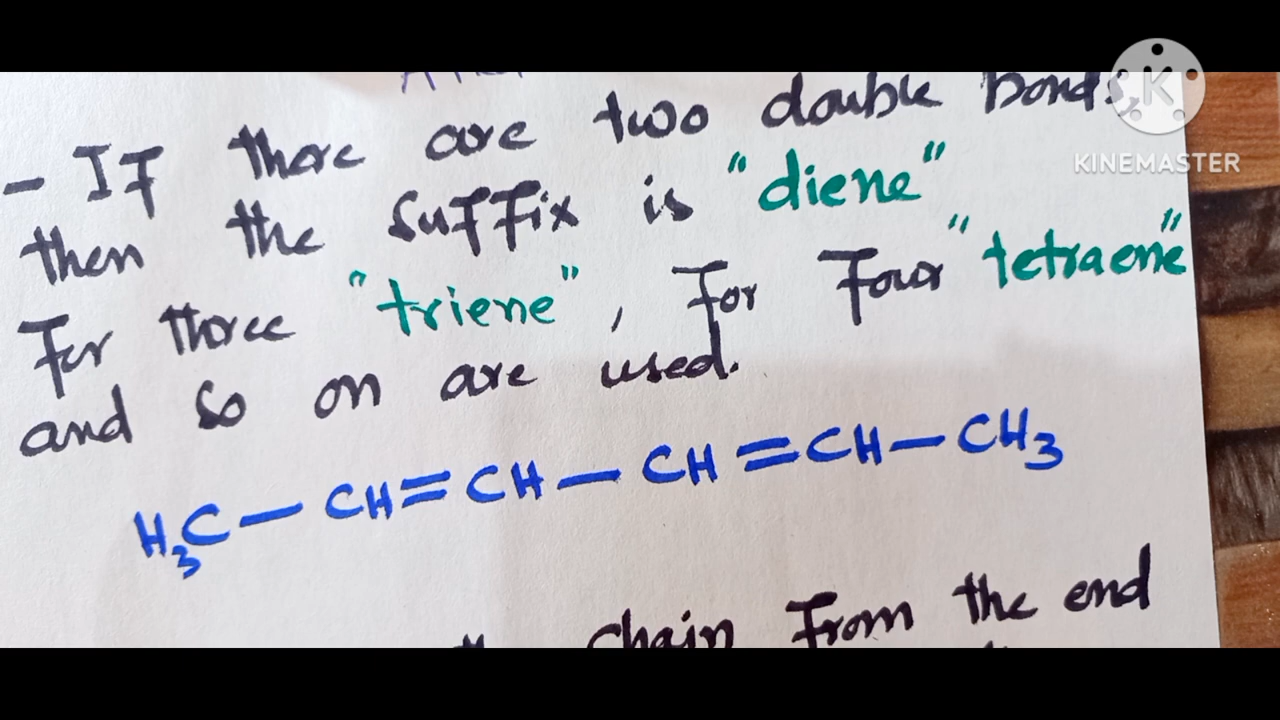 - If there are two double bonds,
then the suffix is "diene"
For three "triene", For Four "tetraene"
and so on are used.
H₃C - CH = CH - CH = CH - CH₃
chain From the end
KINEMASTER